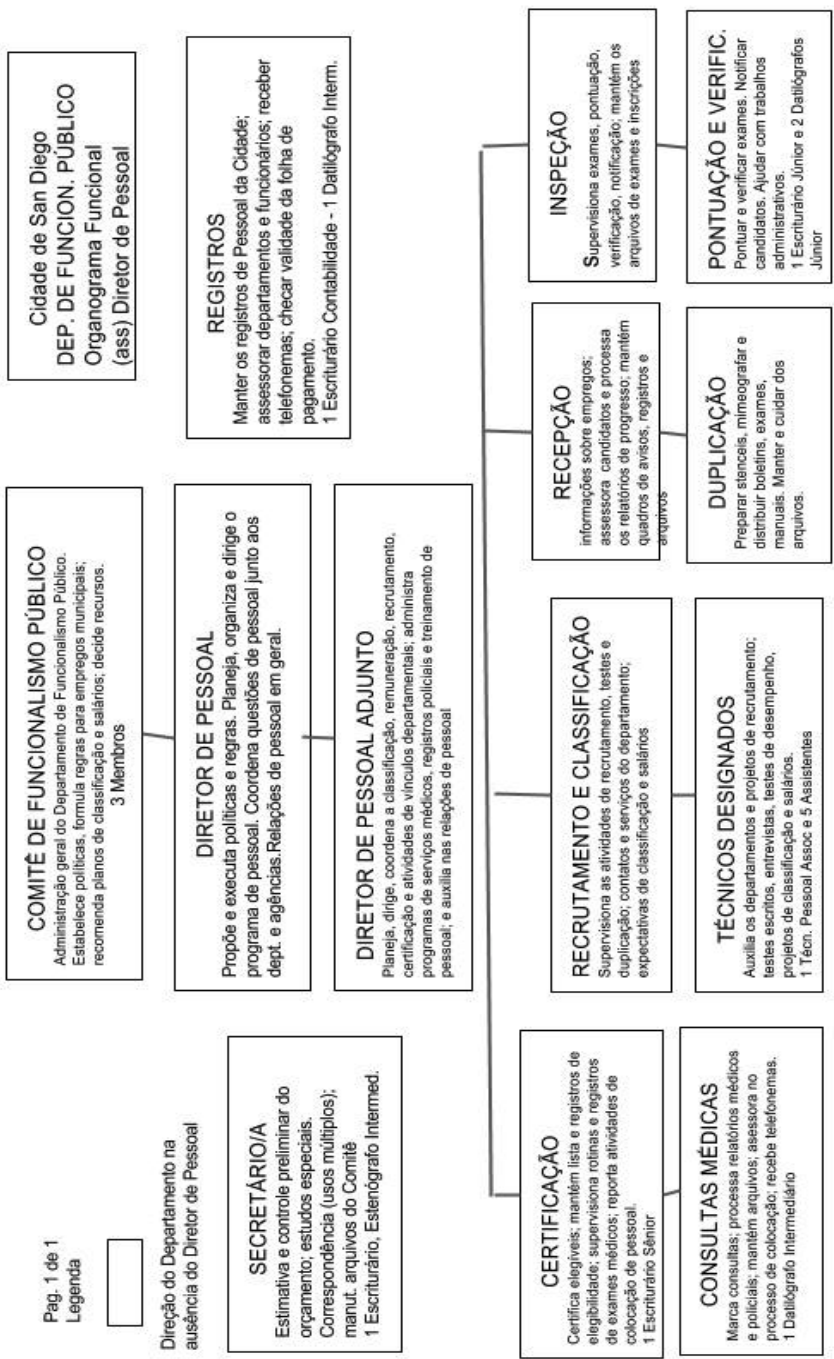 Pag. 1 de 1
Legenda
Direção do Departamento na
ausência do Diretor de Pessoal
COMITÊ DE FUNCIONALISMO PÚBLICO
Administração geral do Departamento de Funcionalismo Público.
Estabelece políticas, formula regras para empregos municipais;
recomenda planos de classificação e salários; decide recursos.
3 Membros
Cidade de San Diego
DEP. DE FUNCION. PÚBLICO
Organograma Funcional
(ass) Diretor de Pessoal
SECRETÁRIO/A
Estimativa e controle preliminar do
orçamento; estudos especiais.
Correspondência (usos múltiplos);
manut. arquivos do Comitê
1 Escriturário, Estenógrafo Intermed.
DIRETOR DE PESSOAL
Propõe e executa políticas e regras. Planeja, organiza e dirige o
programa de pessoal. Coordena questões de pessoal junto aos
dept. e agências.Relações de pessoal em geral.
REGISTROS
Manter os registros de Pessoal da Cidade;
assessorar departamentos e funcionários; receber
telefonemas; checar validade da folha de
pagamento.
1 Escriturário Contabilidade - 1 Datilógrafo Interm.
DIRETOR DE PESSOAL ADJUNTO
Planeja, dirige, coordena a classificação, remuneração, recrutamento,
certificação e atividades de vínculos departamentais; administra
programas de serviços médicos, registros policiais e treinamento de
pessoal; e auxilia nas relações de pessoal
CERTIFICAÇÃO
Certifica elegíveis; mantém lista e registros de
elegibilidade; supervisiona rotinas e registros
de exames médicos; reporta atividades de
colocação de pessoal.
1 Escriturário Sênior
RECRUTAMENTO E CLASSIFICAÇÃO
Supervisiona as atividades de recrutamento, testes e
duplicação; contatos e serviços do departamento;
expectativas de classificação e salários
RECEPÇÃO
informações sobre empregos;
assessora candidatos e processa
os relatórios de progresso; mantém
quadros de avisos, registros e
arquivos
INSPEÇÃO
Supervisiona exames, pontuação,
verificação, notificação; mantém os
arquivos de exames e inscrições
CONSULTAS MÉDICAS
Marca consultas; processa relatórios médicos
e policiais; mantém arquivos; asessora no
processo de colocação; recebe telefonemas.
1 Datilógrafo Intermediário
TÉCNICOS DESIGNADOS
Auxilia os departamentos e projetos de recrutamento;
testes escritos, entrevistas, testes de desempenho,
projetos de classificação e salários.
1 Técn. Pessoal Assoc e 5 Assistentes
DUPLICAÇÃO
Preparar stenceis, mimeografar e
distribuir boletins, exames,
manuais. Manter e cuidar dos
arquivos.
PONTUAÇÃO E VERIFIC.
Pontuar e verificar exames. Notificar
candidatos. Ajudar com trabalhos
administrativos.
1 Escriturário Júnior e 2 Datilógrafos
Júnior